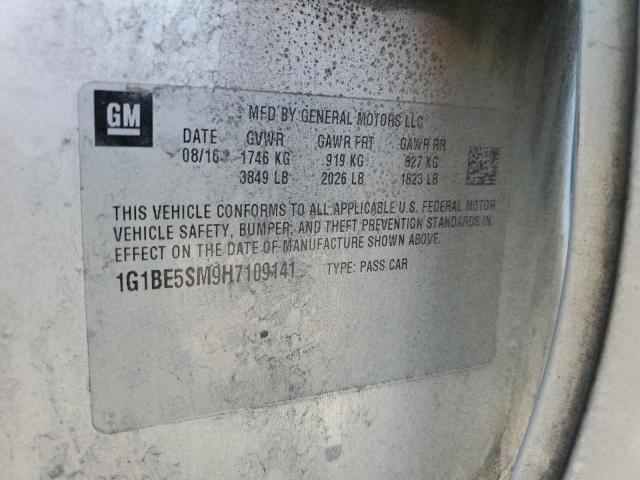 GM
MFD BY GENERAL MOTORS LLC
DATE GVWR GAWR FRT GAWR RR
08/16 1746 KG 919 KG 827 KG
3849 LB 2026 LB 1823 LB
THIS VEHICLE CONFORMS TO ALL APPLICABLE U.S. FEDERAL MOTOR
VEHICLE SAFETY, BUMPER, AND THEFT PREVENTION STANDARDS IN
EFFECT ON THE DATE OF MANUFACTURE SHOWN ABOVE.
1G1BE5SM9H7109141 TYPE: PASS CAR